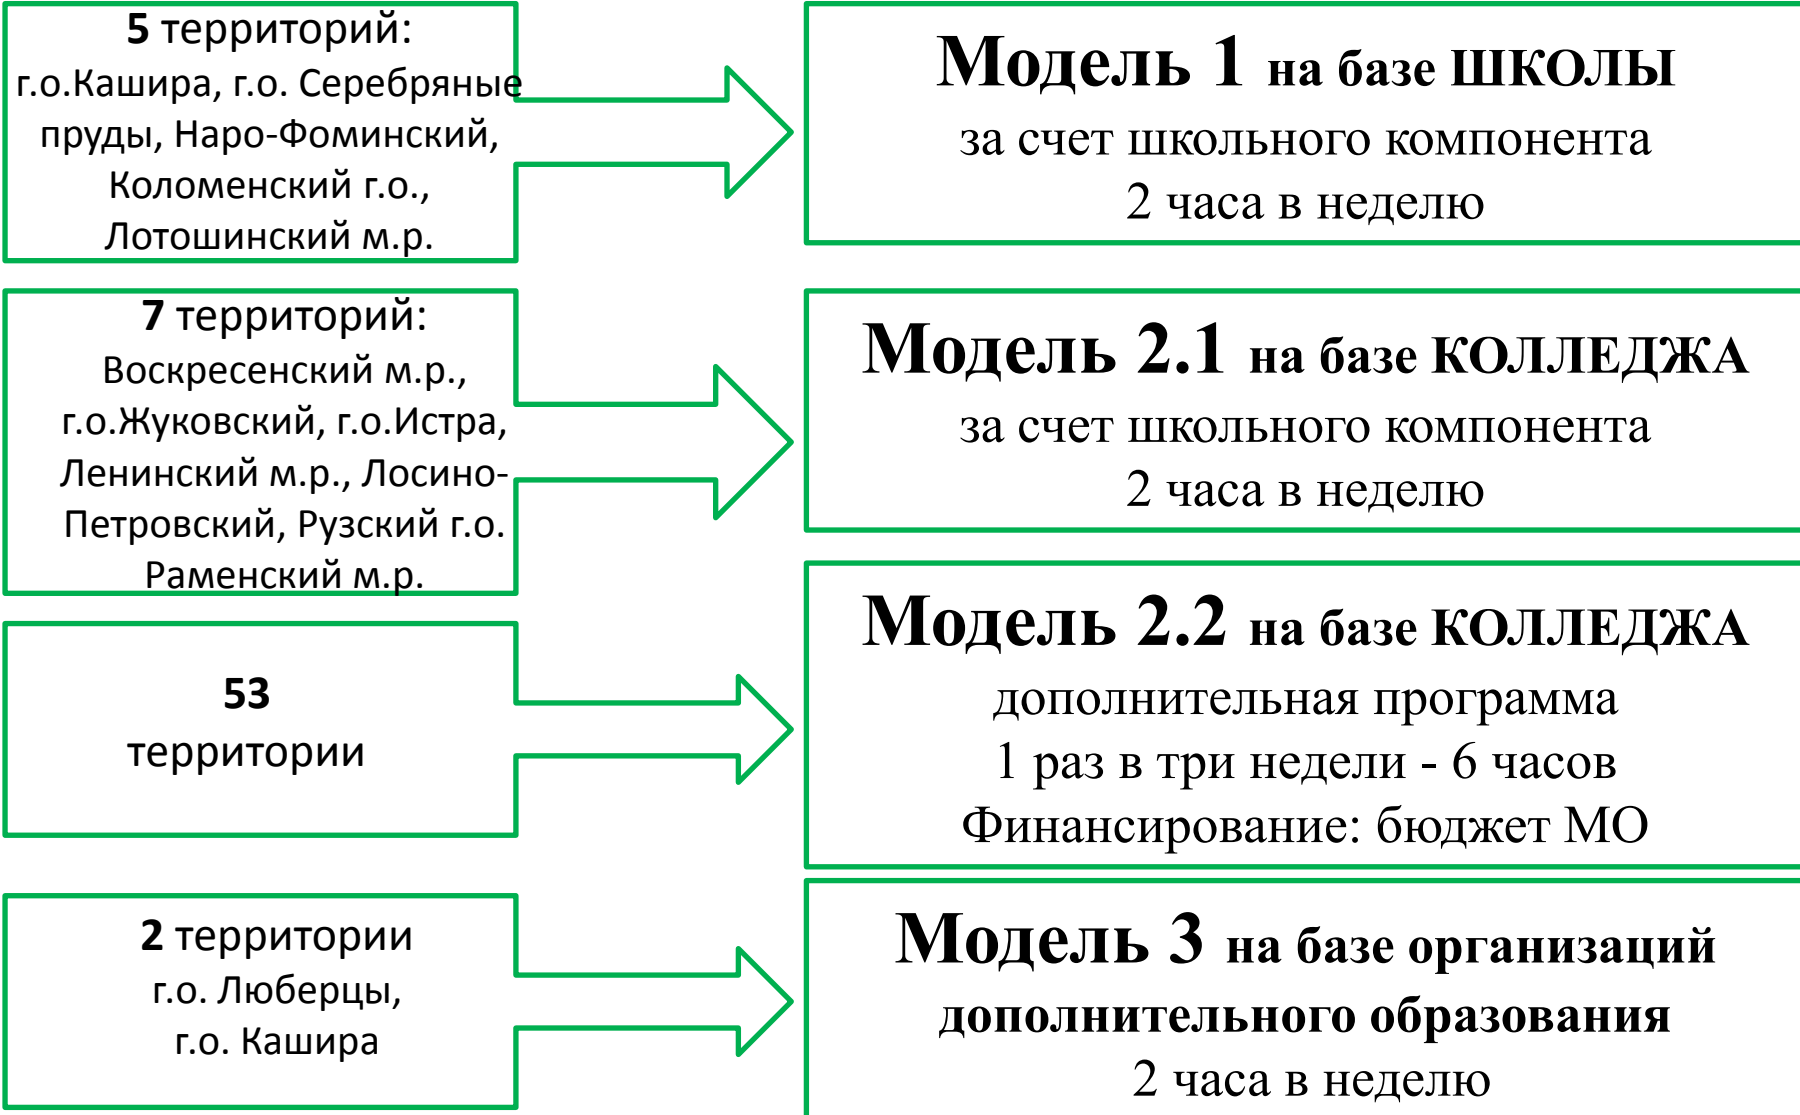 5 территорий:
г.о.Кашира, г.о. Серебряные
пруды, Наро-Фоминский,
Коломенский г.о.,
Лотошинский м.р.
Модель 1 на базе ШКОЛЫ
за счет школьного компонента
2 часа в неделю
7 территорий:
Воскресенский м.р.,
г.о.Жуковский, г.о.Истра,
Ленинский м.р., Лосино-
Петровский, Рузский г.о.
Раменский м.р.
Модель 2.1 на базе КОЛЛЕДЖА
за счет школьного компонента
2 часа в неделю
53
территории
Модель 2.2 на базе КОЛЛЕДЖА
дополнительная программа
1 раз в три недели - 6 часов
Финансирование: бюджет МО
2 территории
г.о. Люберцы,
г.о. Кашира
Модель 3 на базе организаций
дополнительного образования
2 часа в неделю